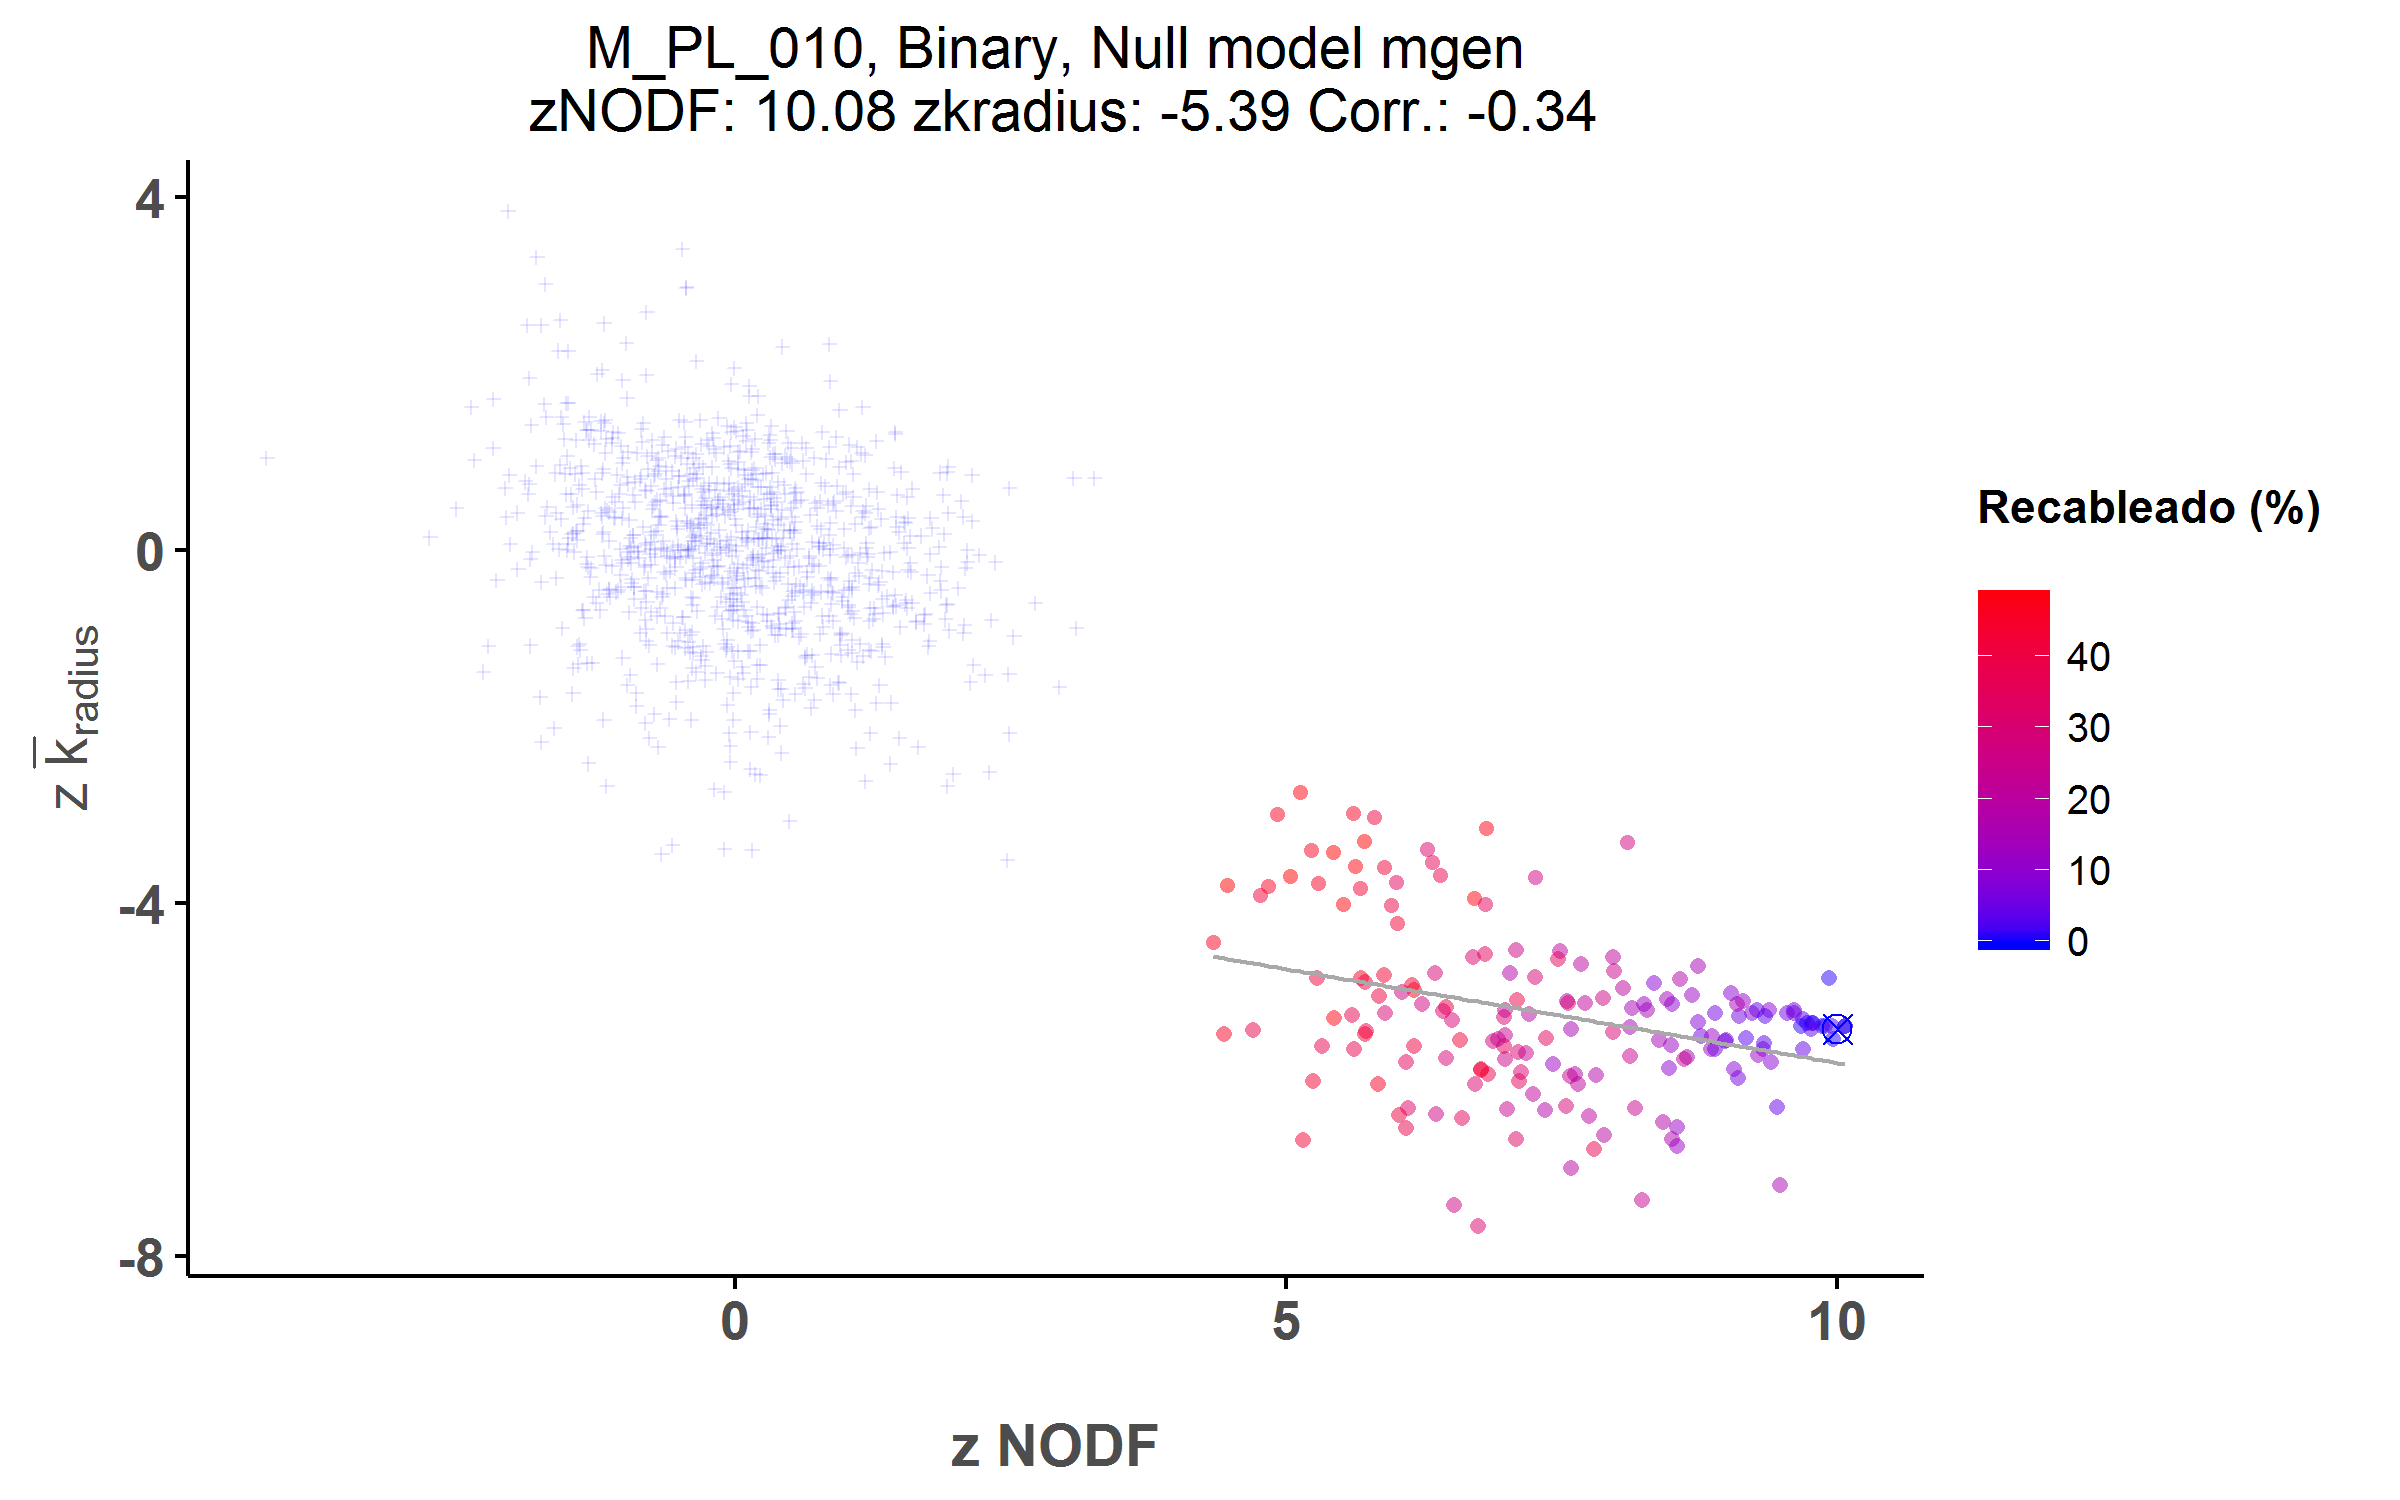 M_PL_010, Binary, Null model mgen
zNODF: 10.08 zkradius: -5.39 Corr.: -0.34
4
0
-4
-8
z k̅radius
0
5
10
z NODF
Recableado (%)
40
30
20
10
0